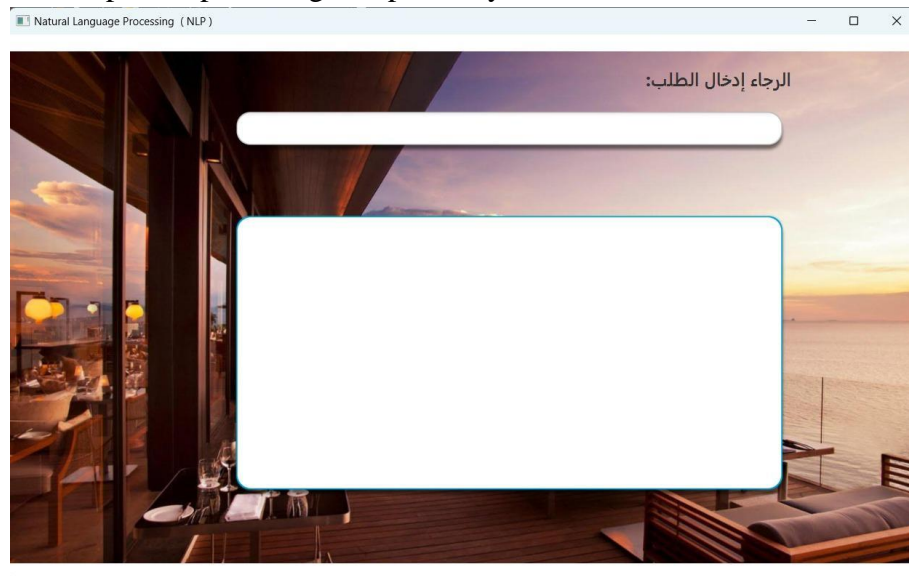 Natural Language Processing ( NLP )
الرجاء إدخال الطلب: